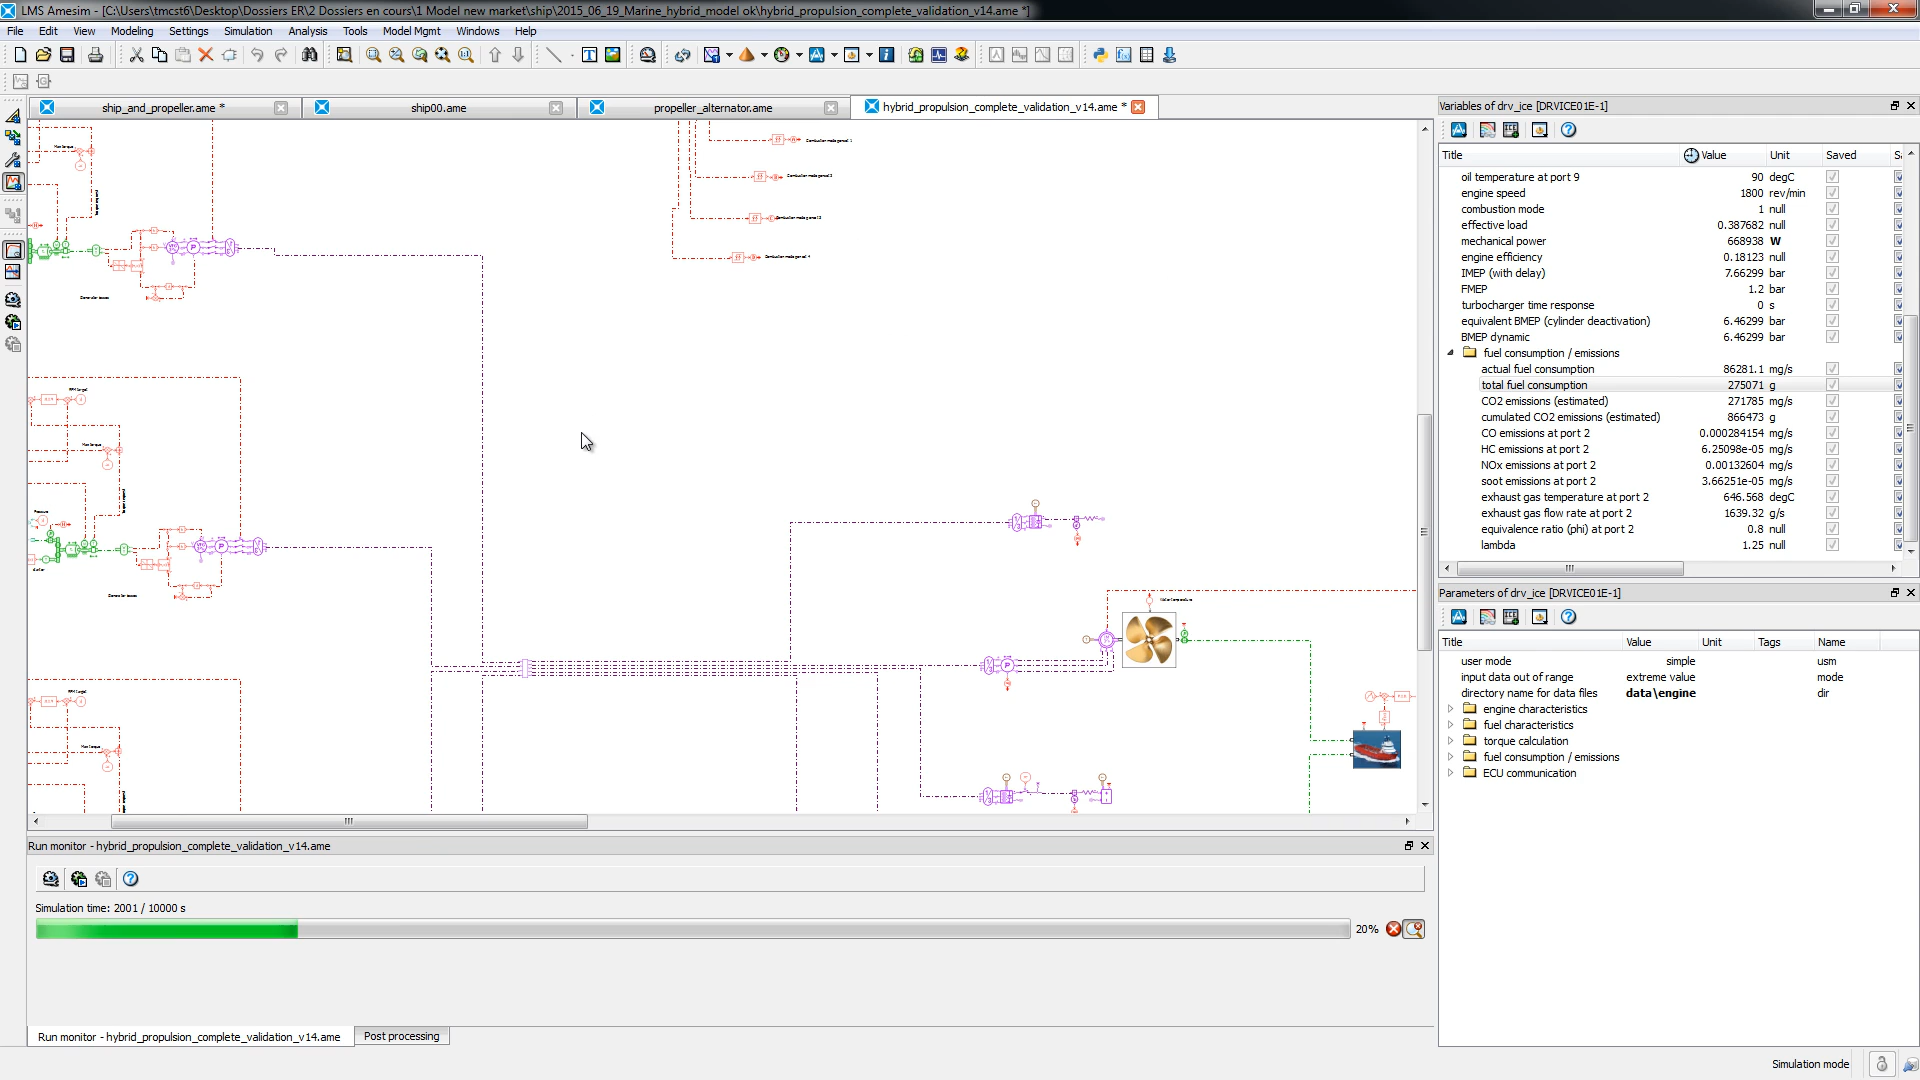 LMS Amesim - [C:\Users\tmcst6\Desktop\Dossiers ER\2 Dossiers en cours\1 Model new market\ship\2015_06_19_Marine_hybrid_model ok\hybrid_propulsion_complete_validation_v14.ame *]
File Edit View Modeling Settings Simulation Analysis Tools Model Mgmt Windows Help
ship_and_propeller.ame * ship00.ame propeller_alternator.ame hybrid_propulsion_complete_validation_v14.ame *
Variables of drv_ice [DRVICE01E-1]
Title Value Unit Saved
oil temperature at port 9 90 degC
engine speed 1800 rev/min
combustion mode 1 null
effective load 0.387682 null
mechanical power 668938 W
engine efficiency 0.18123 null
IMEP (with delay) 7.66299 bar
FMEP 1.2 bar
turbocharger time response 0 s
equivalent BMEP (cylinder deactivation) 6.46299 bar
BMEP dynamic 6.46299 bar
fuel consumption / emissions
actual fuel consumption 86281.1 mg/s
total fuel consumption 275071 g
CO2 emissions (estimated) 271785 mg/s
cumulated CO2 emissions (estimated) 866473 g
CO emissions at port 2 0.000284154 mg/s
HC emissions at port 2 6.25098e-05 mg/s
NOx emissions at port 2 0.00132604 mg/s
soot emissions at port 2 3.66251e-05 mg/s
exhaust gas temperature at port 2 646.568 degC
exhaust gas flow rate at port 2 1639.32 g/s
equivalence ratio (phi) at port 2 0.8 null
lambda 1.25 null
Parameters of drv_ice [DRVICE01E-1]
Title Value Unit Tags Name
user mode simple usm
input data out of range extreme value mode
directory name for data files data\engine dir
engine characteristics
fuel characteristics
torque calculation
fuel consumption / emissions
ECU communication
Run monitor - hybrid_propulsion_complete_validation_v14.ame
Simulation time: 2001 / 10000 s
20%
Run monitor - hybrid_propulsion_complete_validation_v14.ame Post processing
Simulation mode